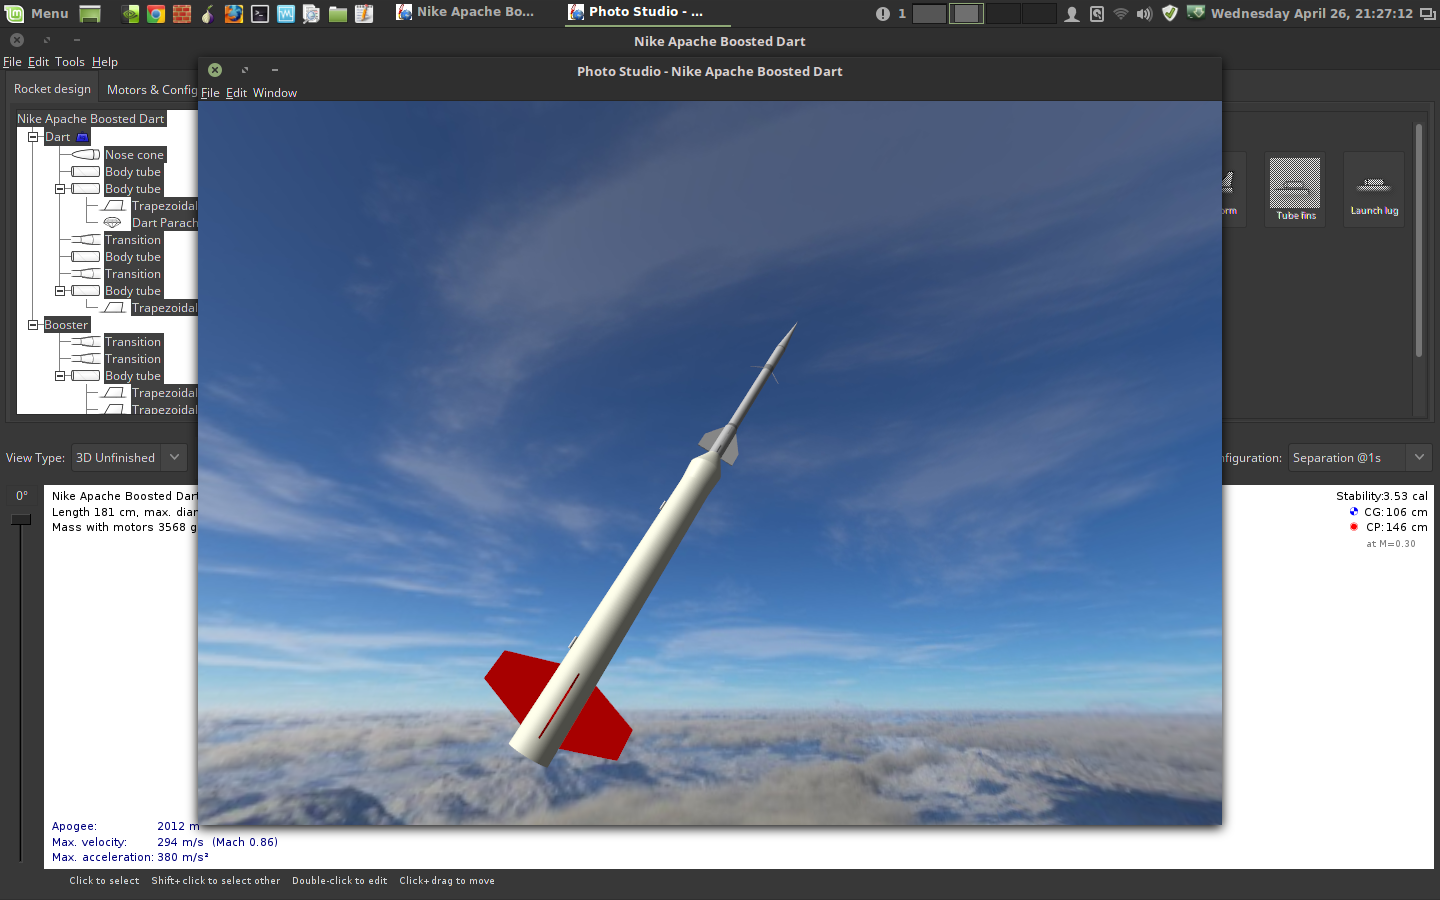 Menu
Nike Apache Bo...
Photo Studio - ...
1
Wednesday April 26, 21:27:12
Nike Apache Boosted Dart
File Edit Tools Help
Photo Studio - Nike Apache Boosted Dart
File Edit Window
Rocket design
Motors & Config
Nike Apache Boosted Dart
Dart
Nose cone
Body tube
Body tube
Trapezoidal
Dart Parach
Transition
Body tube
Transition
Body tube
Trapezoidal
Booster
Transition
Transition
Body tube
Trapezoidal
Trapezoidal
orm
Tube fins
Launch lug
View Type:
3D Unfinished
figuration:
Separation @1s
0°
Nike Apache Boosted Dart
Length 181 cm, max. diar
Mass with motors 3568 g
Stability:3.53 cal
CG:106 cm
CP:146 cm
at M=0.30
Apogee: 2012 m
Max. velocity: 294 m/s (Mach 0.86)
Max. acceleration: 380 m/s²
Click to select Shift+click to select other Double-click to edit Click+drag to move